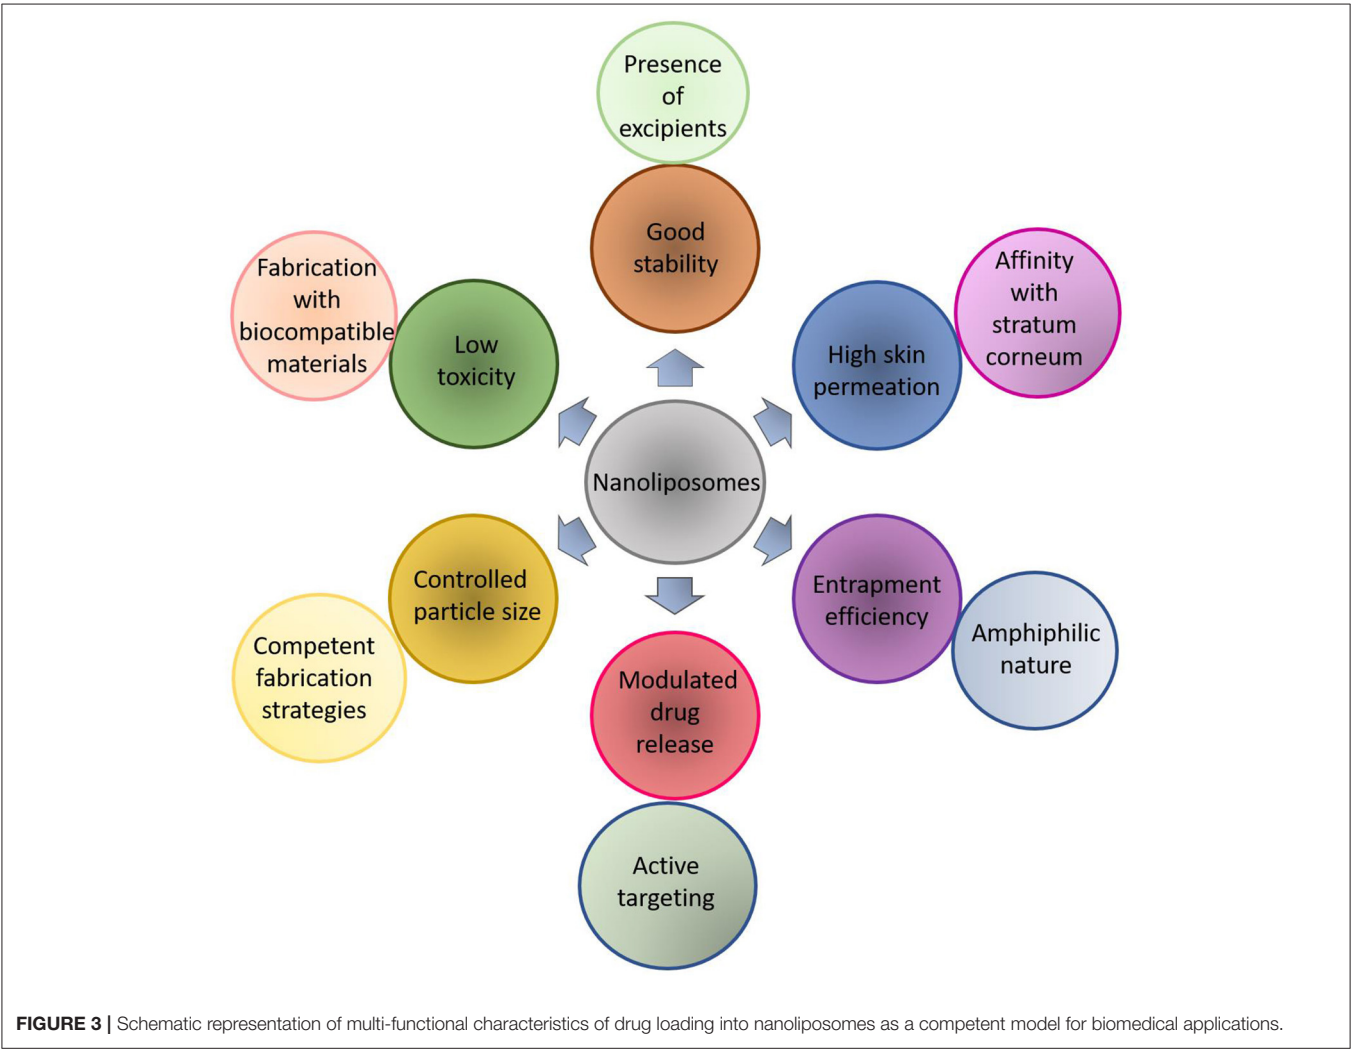 Presence
of
excipients
Good
stability
Fabrication
with
biocompatible
materials
Low
toxicity
High skin
permeation
Affinity
with
stratum
corneum
Nanoliposomes
Controlled
particle size
Competent
fabrication
strategies
Entrapment
efficiency
Amphiphilic
nature
Modulated
drug
release
Active
targeting
FIGURE 3 | Schematic representation of multi-functional characteristics of drug loading into nanoliposomes as a competent model for biomedical applications.